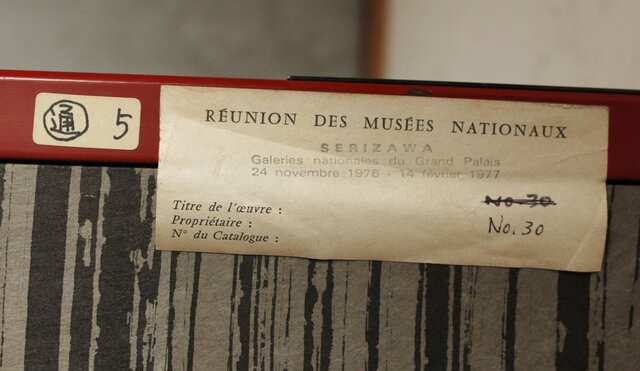 通 5
RÉUNION DES MUSÉES NATIONAUX
SERIZAWA
Galeries nationales du Grand Palais
24 novembre 1976 - 14 février 1977
Titre de l'œuvre : No. 30
Propriétaire : No. 30
N° du Catalogue :